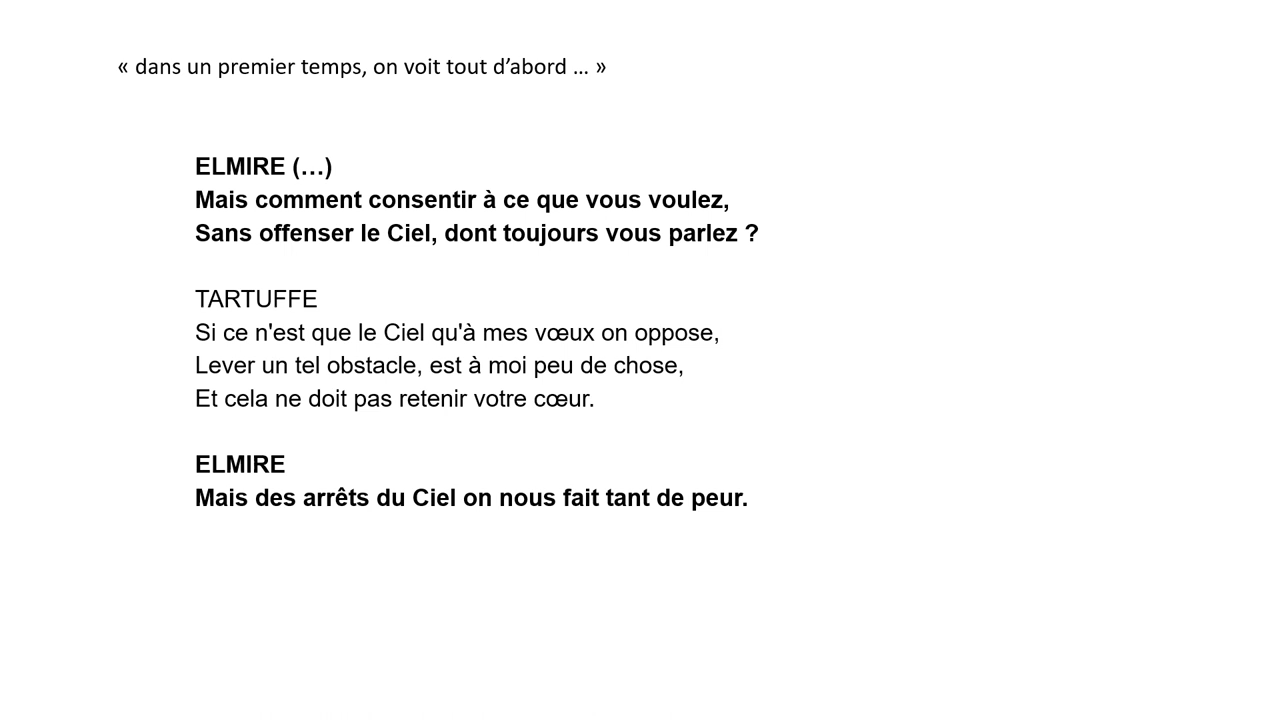 « dans un premier temps, on voit tout d’abord … »
ELMIRE (…)
Mais comment consentir à ce que vous voulez,
Sans offenser le Ciel, dont toujours vous parlez ?
TARTUFFE
Si ce n'est que le Ciel qu'à mes vœux on oppose,
Lever un tel obstacle, est à moi peu de chose,
Et cela ne doit pas retenir votre cœur.
ELMIRE
Mais des arrêts du Ciel on nous fait tant de peur.